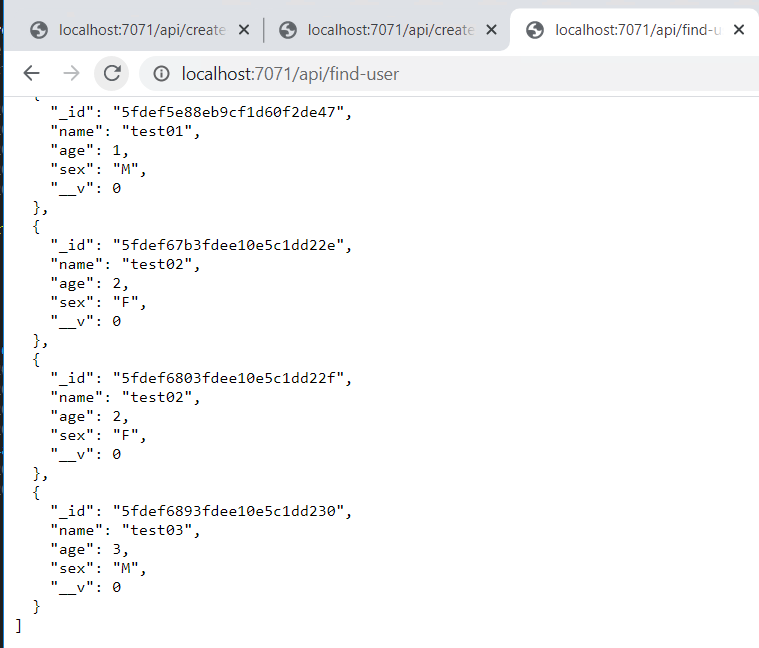 localhost:7071/api/create
localhost:7071/api/create
localhost:7071/api/find-u
localhost:7071/api/find-user
{
"_id": "5fdef5e88eb9cf1d60f2de47",
"name": "test01",
"age": 1,
"sex": "M",
"__v": 0
},
{
"_id": "5fdef67b3fdee10e5c1dd22e",
"name": "test02",
"age": 2,
"sex": "F",
"__v": 0
},
{
"_id": "5fdef6803fdee10e5c1dd22f",
"name": "test02",
"age": 2,
"sex": "F",
"__v": 0
},
{
"_id": "5fdef6893fdee10e5c1dd230",
"name": "test03",
"age": 3,
"sex": "M",
"__v": 0
}
]